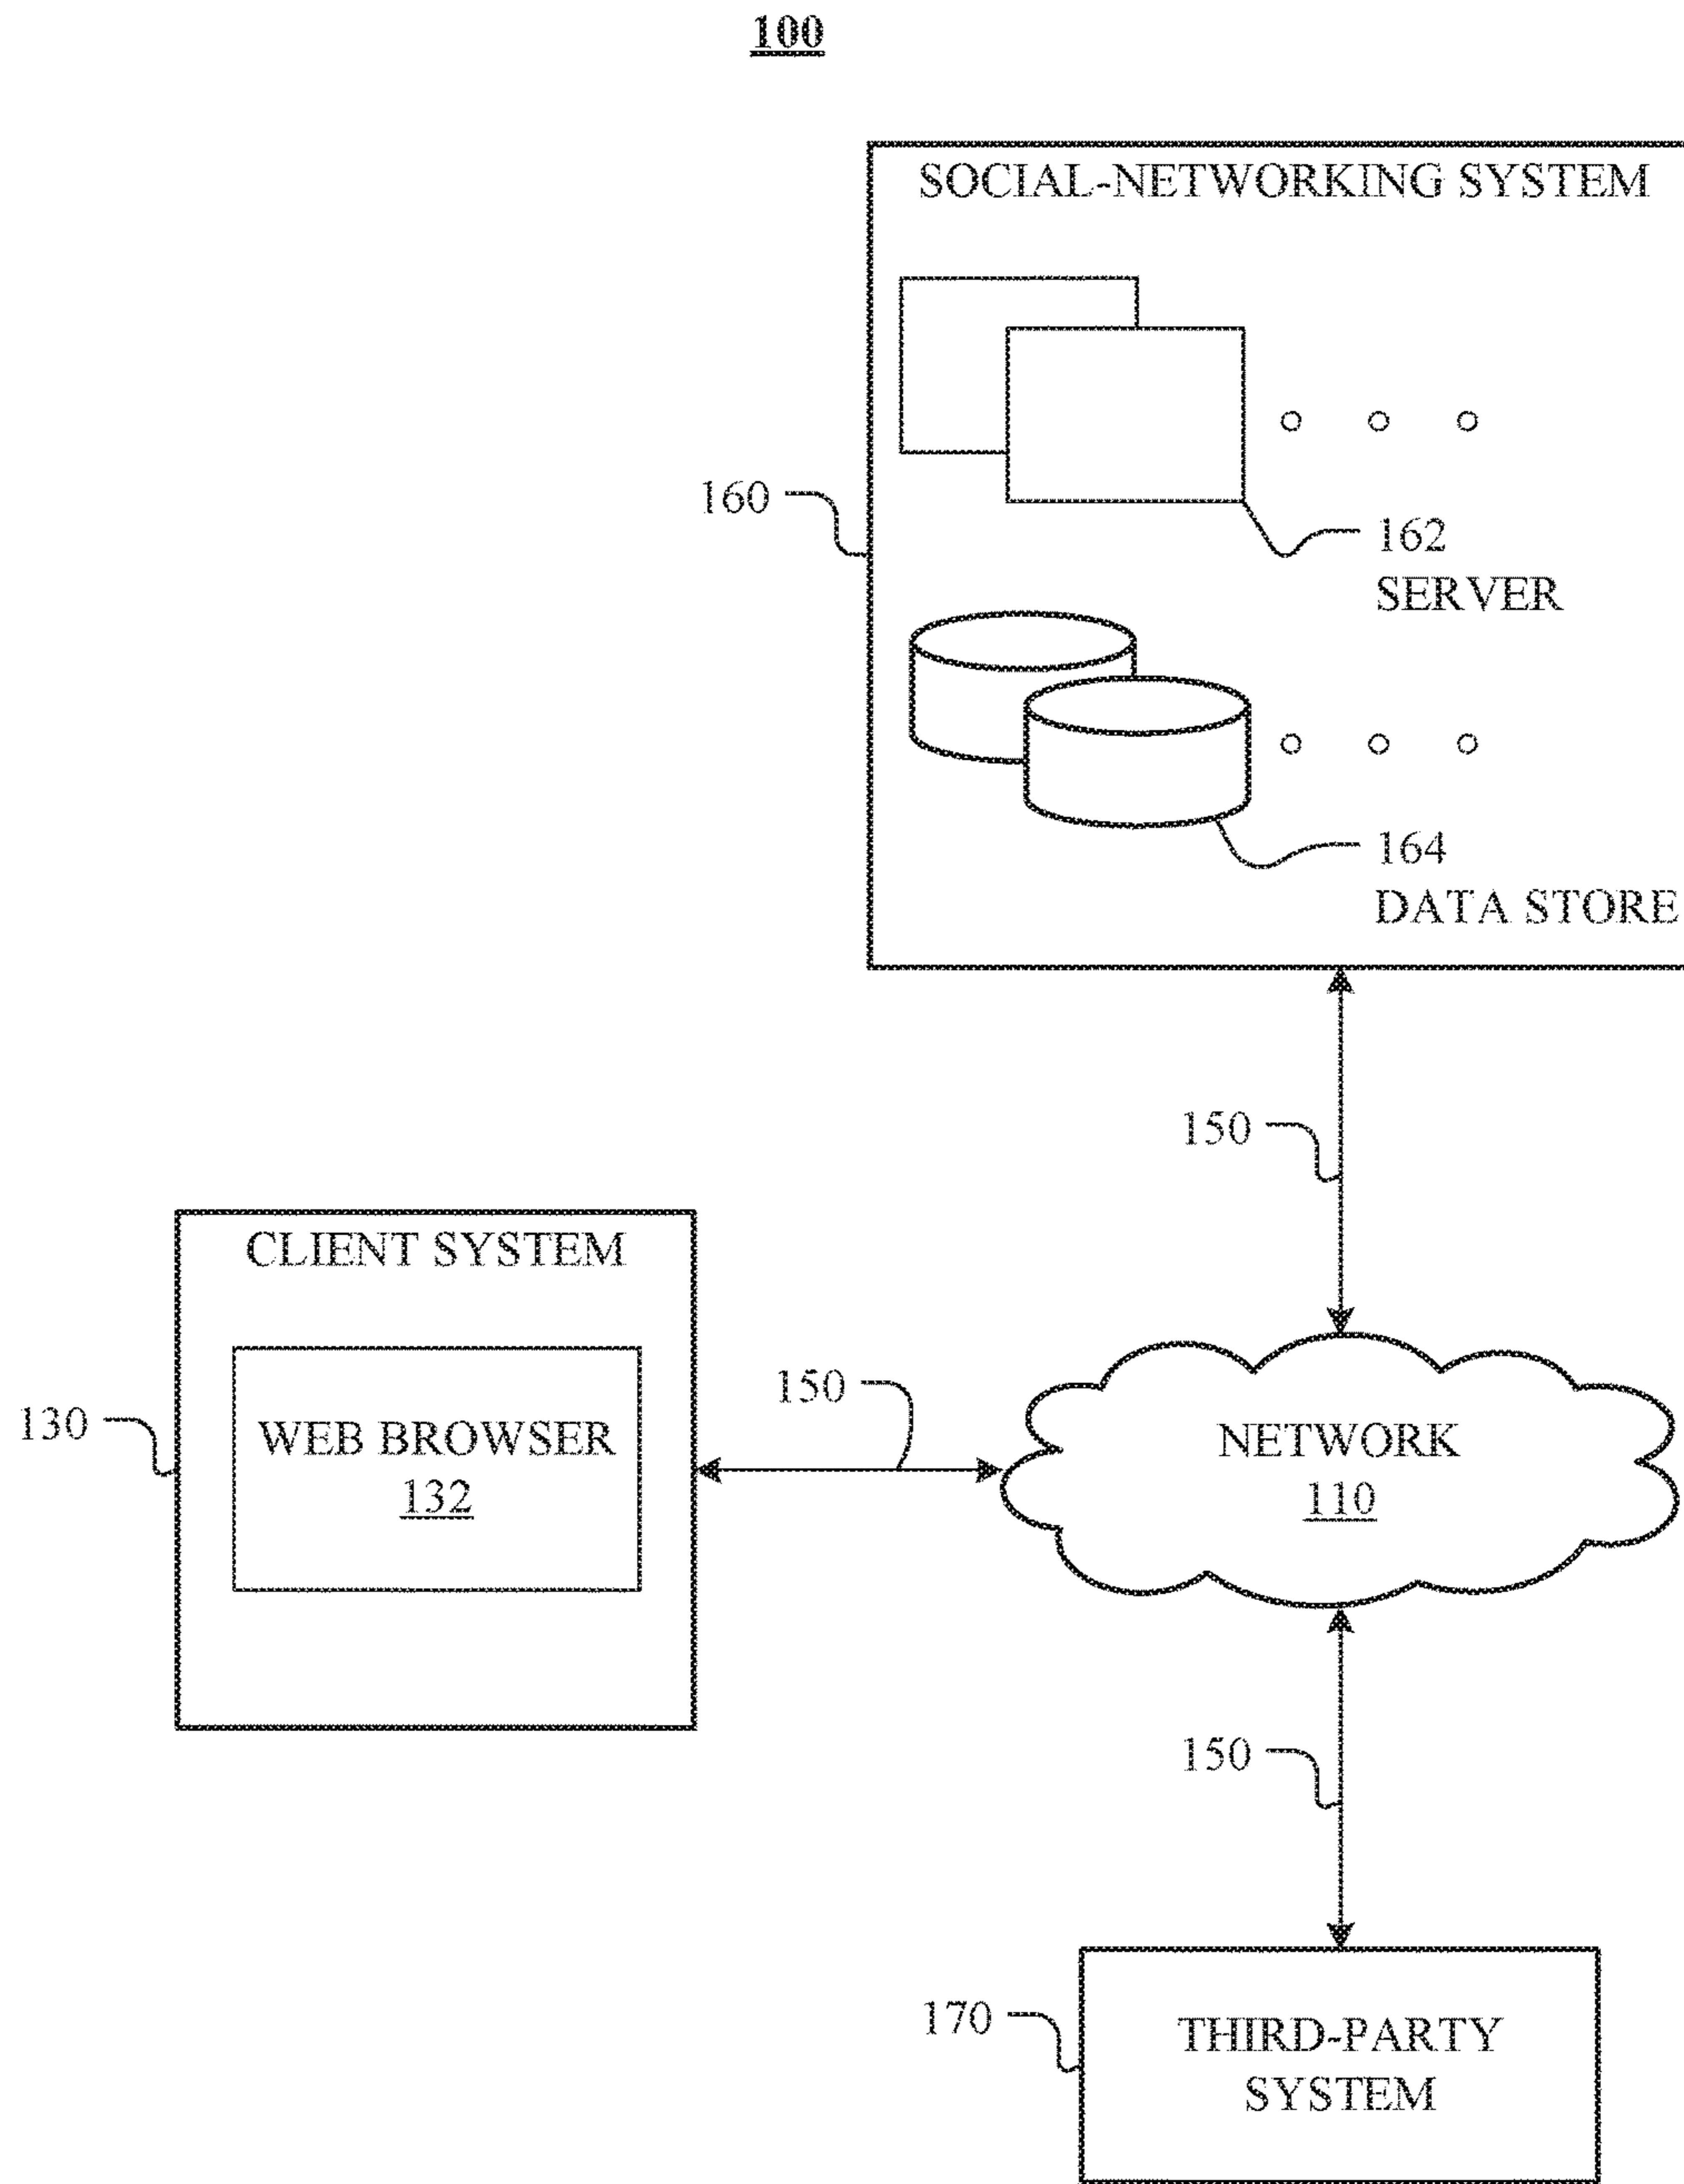 100
SOCIAL-NETWORKING SYSTEM
160
162
SERVER
164
DATA STORE
150
CLIENT SYSTEM
130
WEB BROWSER
132
150
NETWORK
110
150
170
THIRD-PARTY
SYSTEM